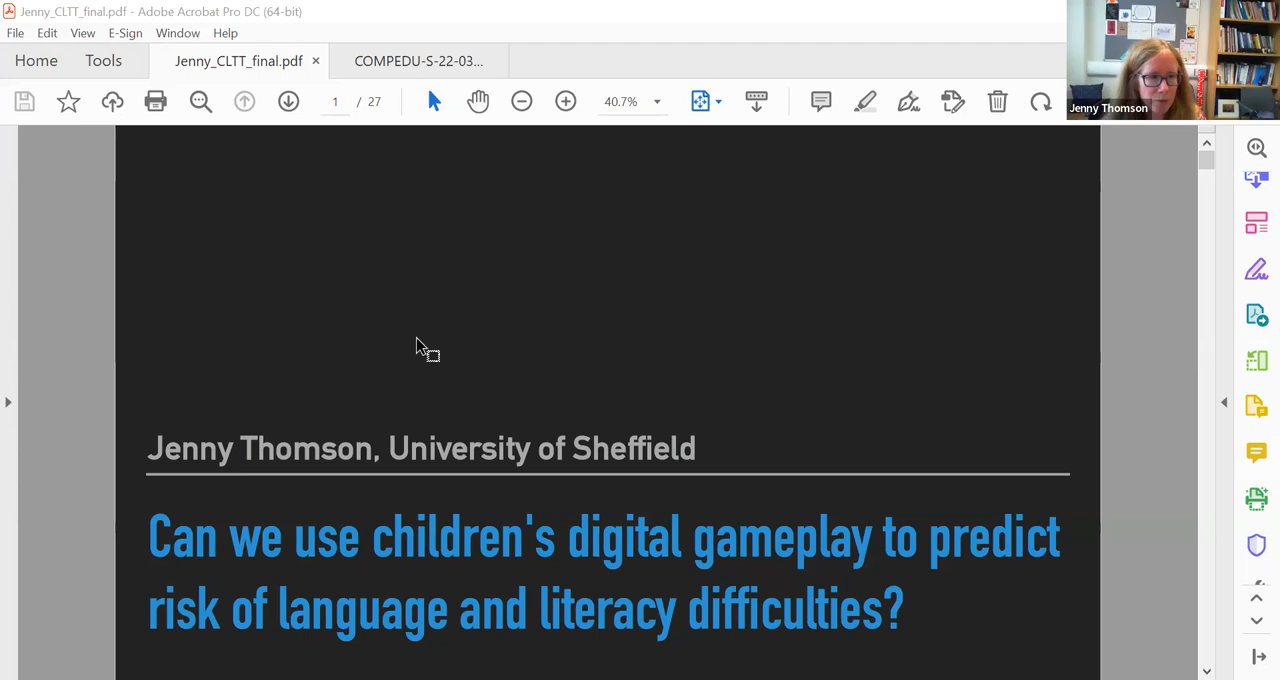 Jenny_CLTT_final.pdf - Adobe Acrobat Pro DC (64-bit)
File Edit View E-Sign Window Help
Home Tools Jenny_CLTT_final.pdf × COMPEDU-S-22-03...
1 / 27 40.7%
Jenny Thomson
Jenny Thomson, University of Sheffield
Can we use children's digital gameplay to predict
risk of language and literacy difficulties?